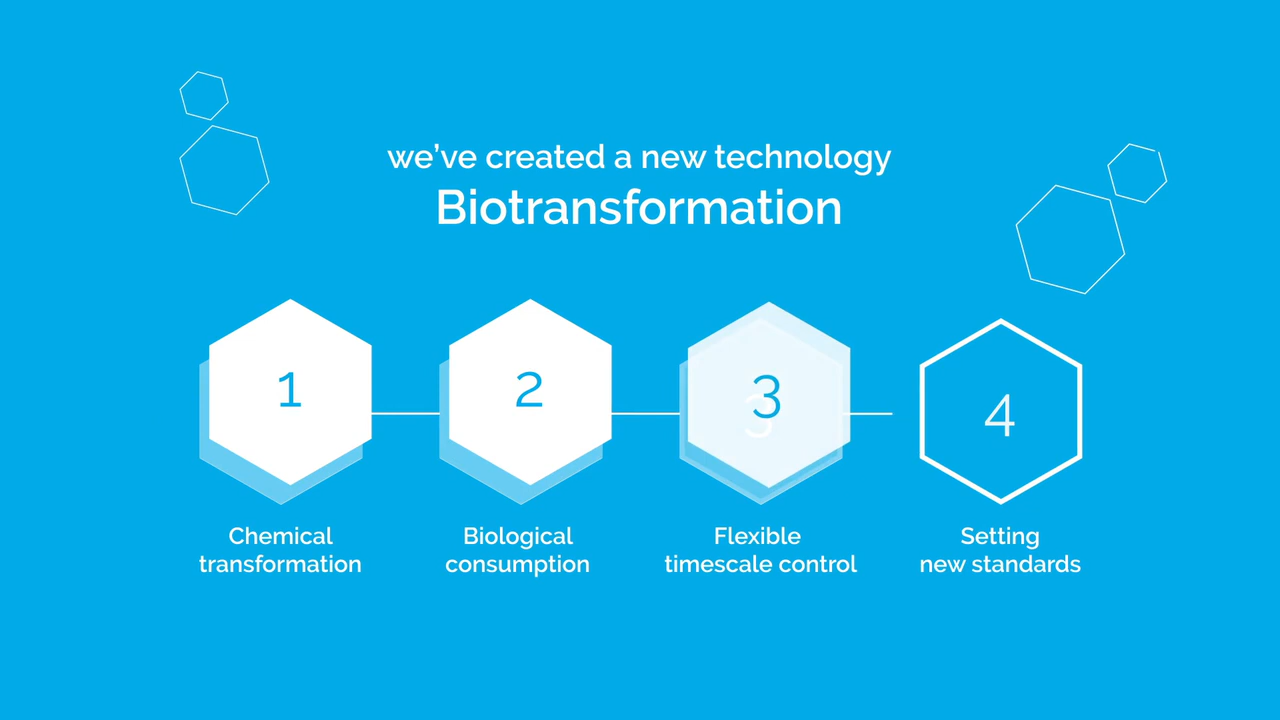 we've created a new technology
Biotransformation
1
2
3
4
Chemical
transformation
Biological
consumption
Flexible
timescale control
Setting
new standards